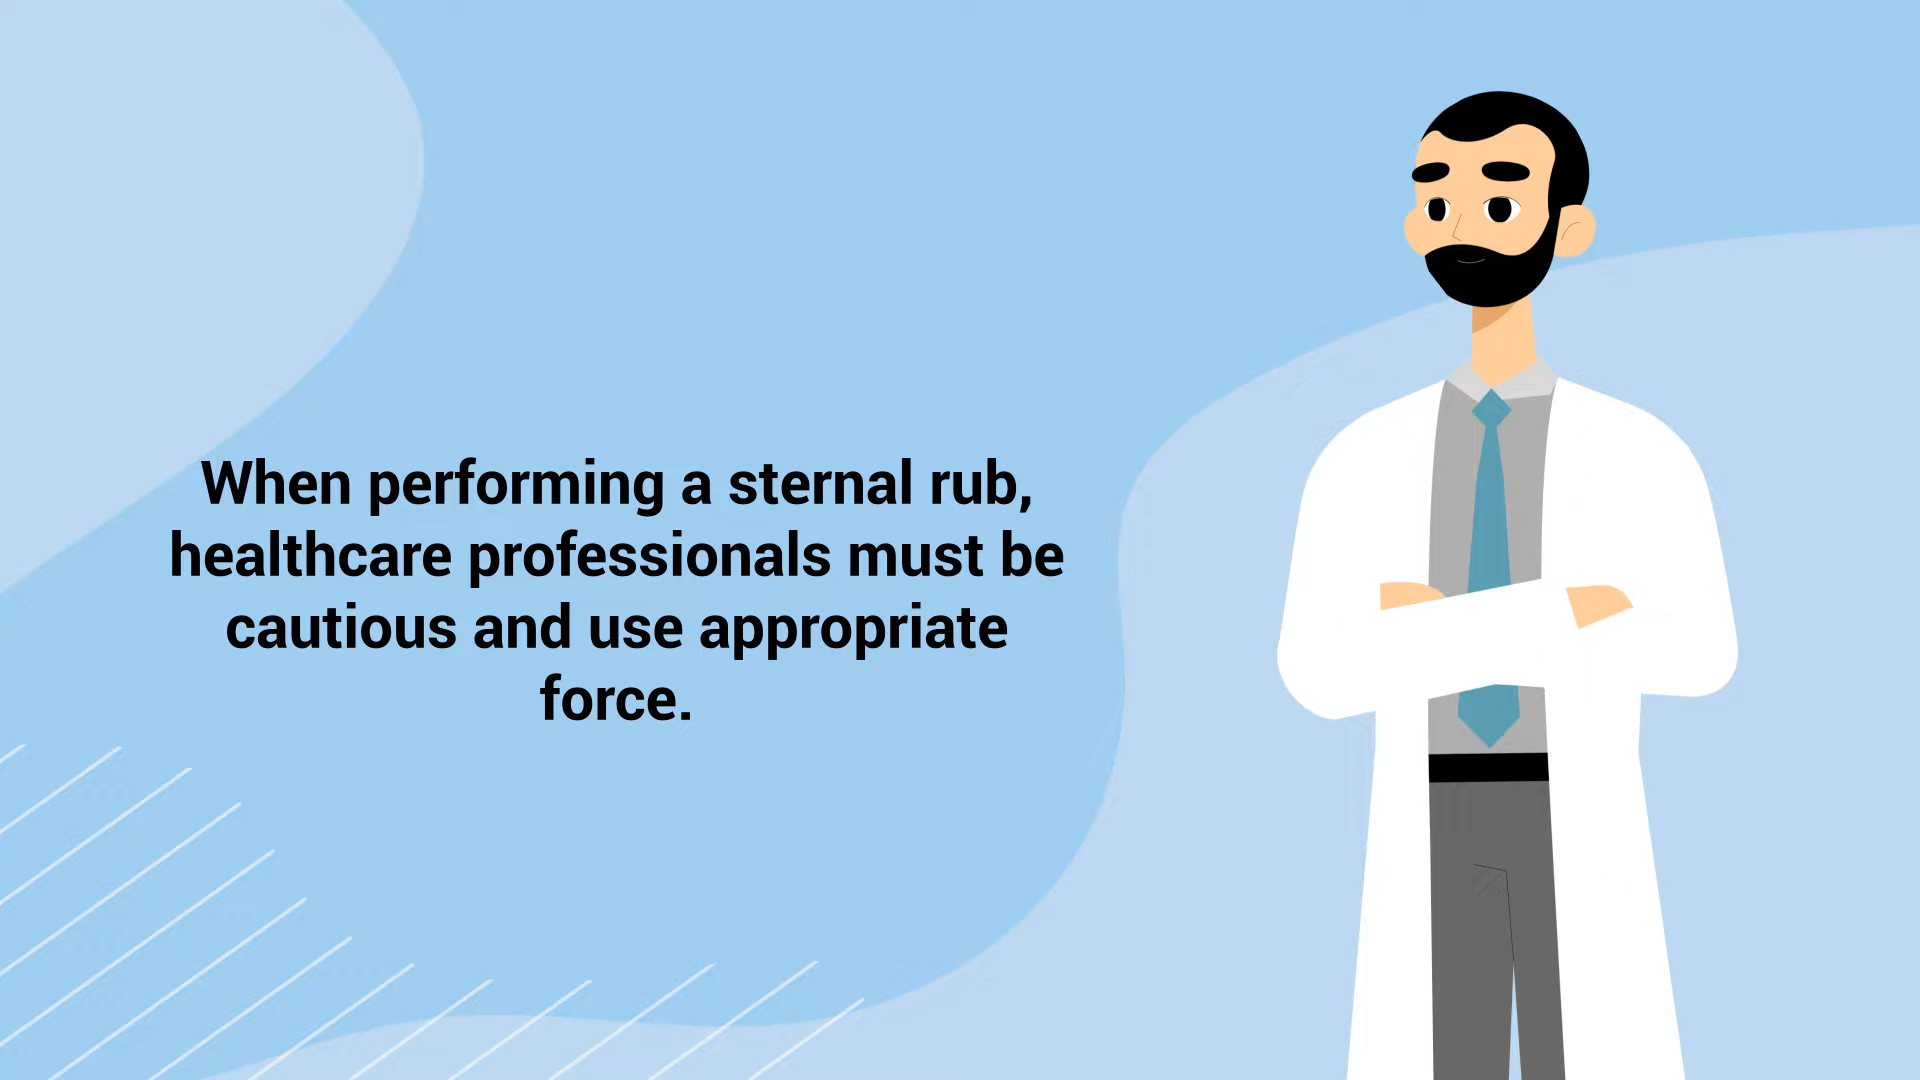 When performing a sternal rub,
healthcare professionals must be
cautious and use appropriate
force.